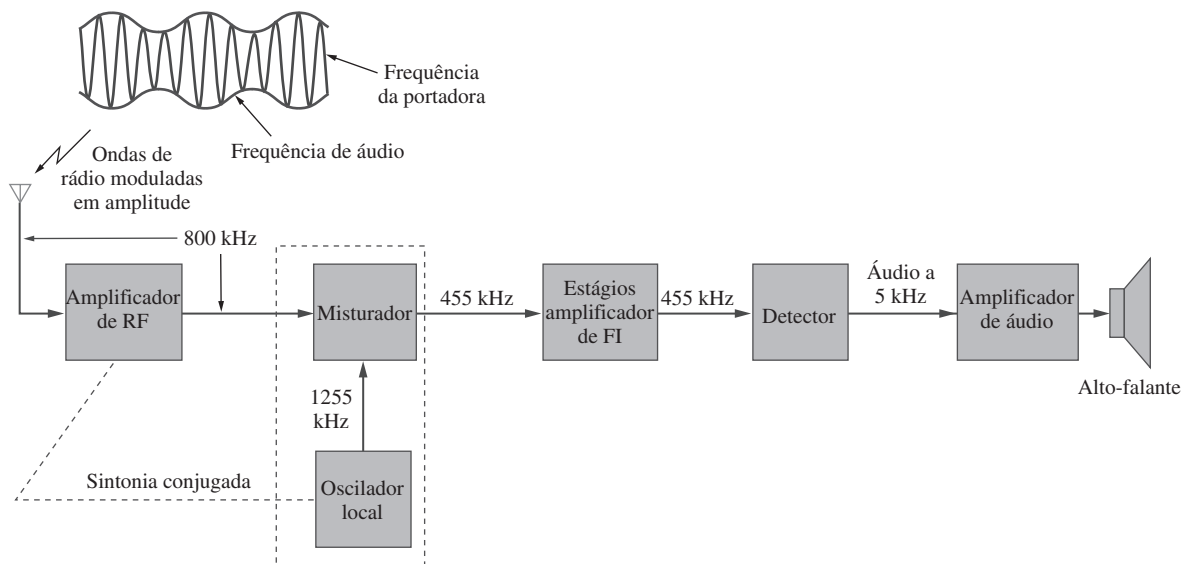 Frequência
da portadora
Frequência de áudio
Ondas de
rádio moduladas
em amplitude
800 kHz
Amplificador
de RF
Misturador
455 kHz
Estágios
amplificador
de FI
455 kHz
Detector
Áudio a
5 kHz
Amplificador
de áudio
Alto-falante
1255
kHz
Sintonia conjugada
Oscilador
local